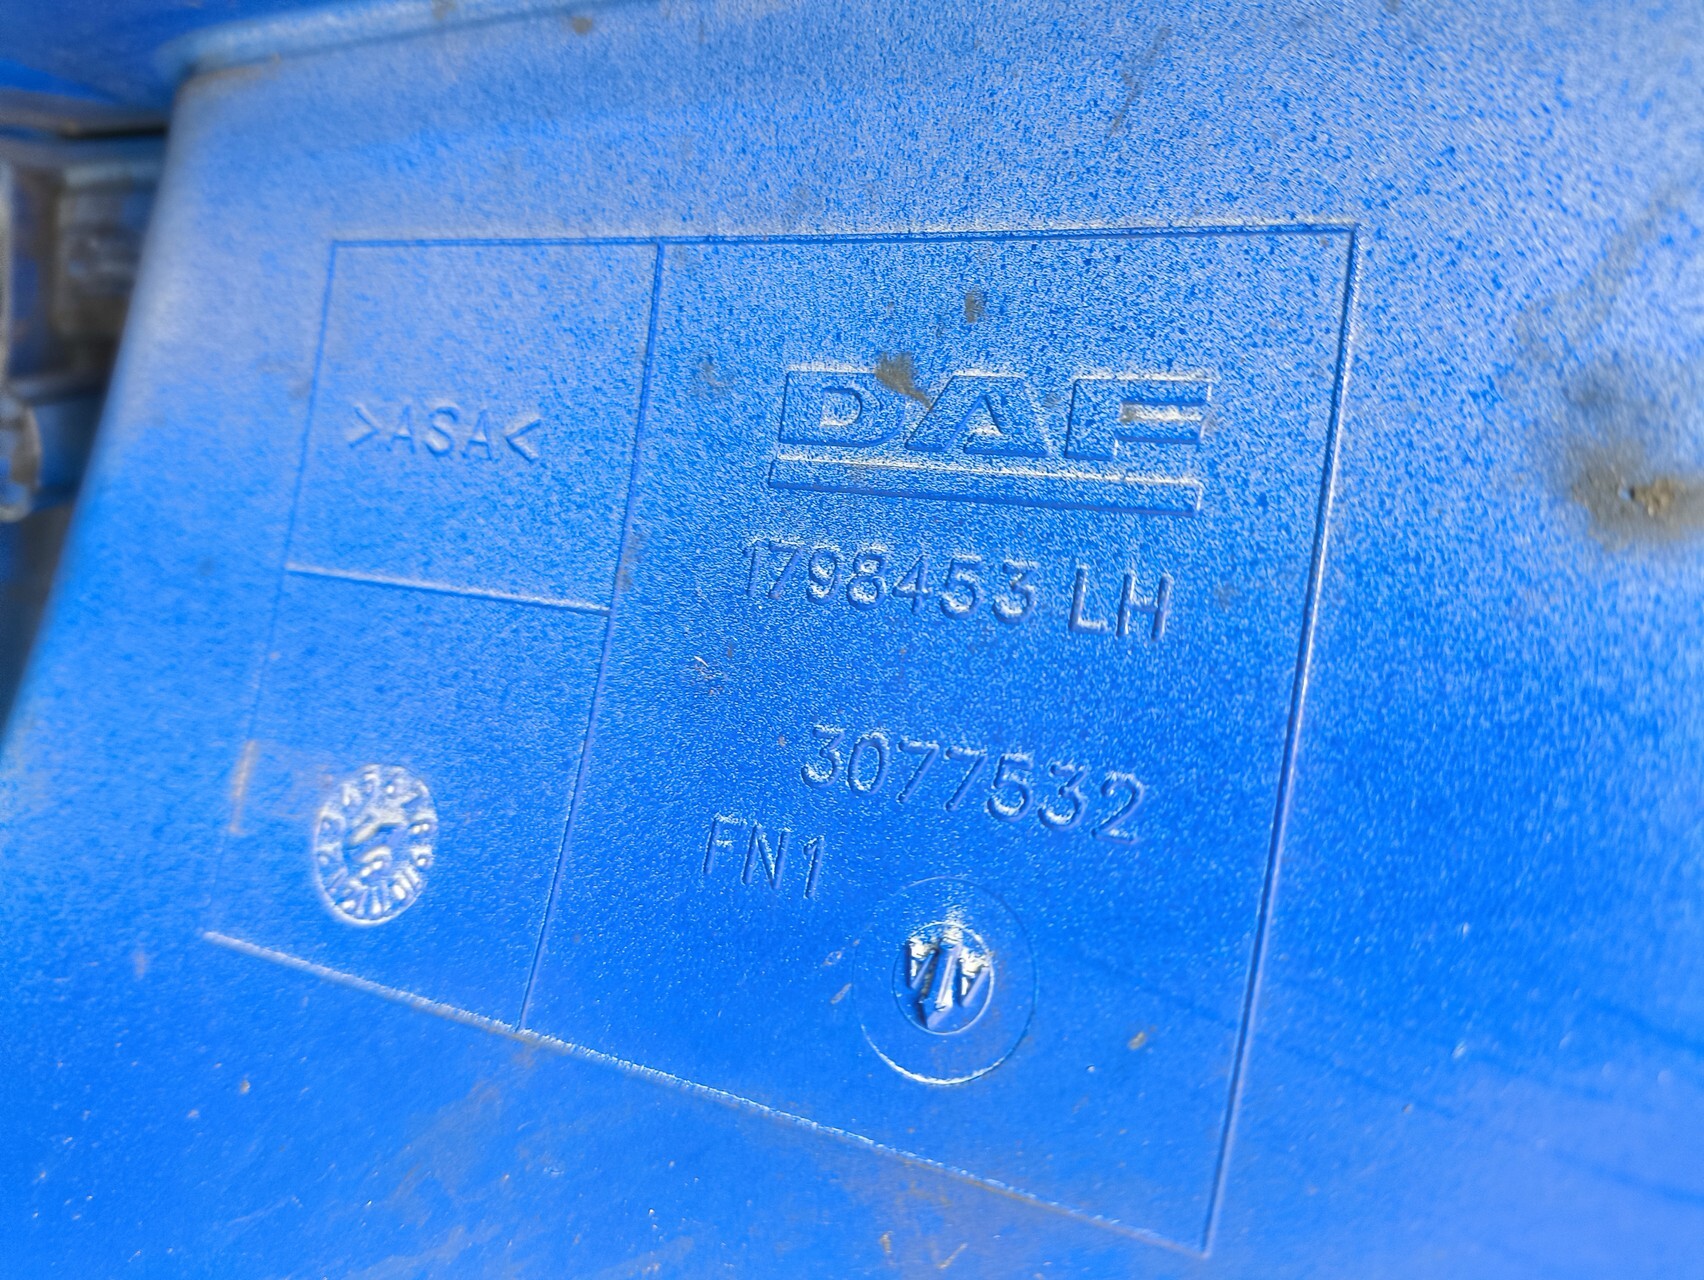 >ASA<
DAF
1798453 LH
3077532
FN1